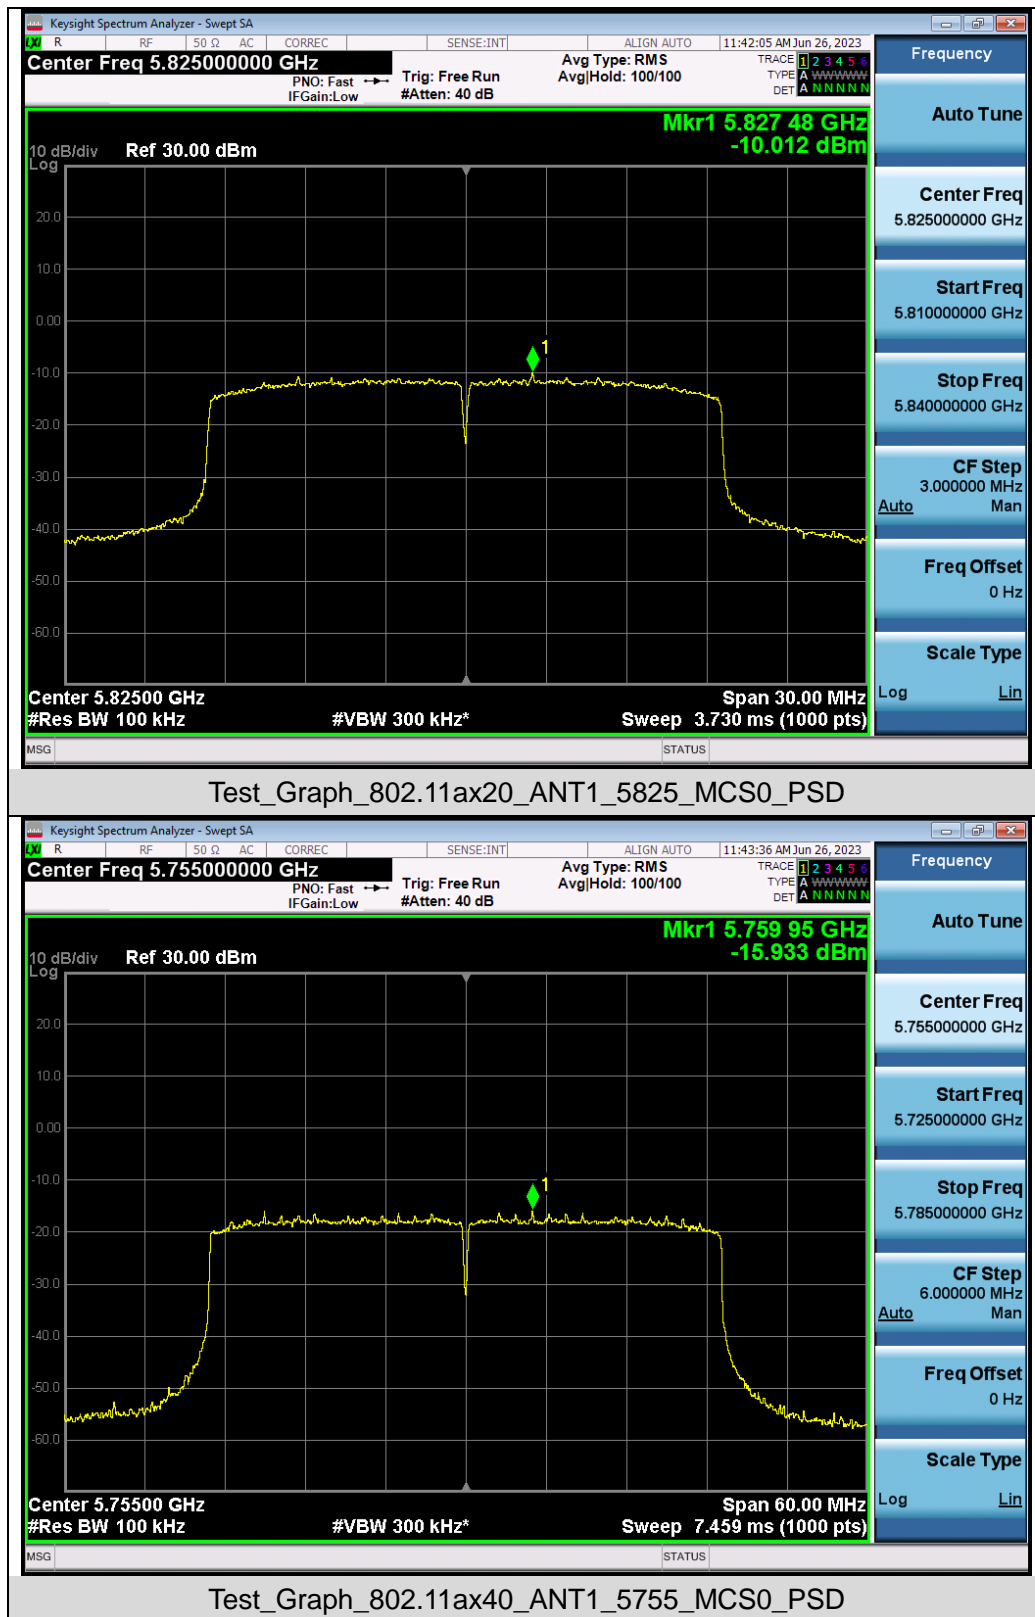 Keysight Spectrum Analyzer - Swept SA
LXI R RF 50 Ω AC CORREC SENSE:INT ALIGN AUTO 11:42:05 AM Jun 26, 2023
Center Freq 5.825000000 GHz
PNO: Fast
IFGain:Low
Trig: Free Run
#Atten: 40 dB
Avg Type: RMS
Avg|Hold: 100/100
TRACE 1 2 3 4 5 6
TYPE A WWWWW
DET A N N N N N
Mkr1 5.827 48 GHz
-10.012 dBm
10 dB/div Ref 30.00 dBm
Log
20.0
10.0
0.00
-10.0
-20.0
-30.0
-40.0
-50.0
-60.0
1
Center 5.82500 GHz Span 30.00 MHz
#Res BW 100 kHz #VBW 300 kHz* Sweep 3.730 ms (1000 pts)
MSG STATUS
Frequency
Auto Tune
Center Freq
5.825000000 GHz
Start Freq
5.810000000 GHz
Stop Freq
5.840000000 GHz
CF Step
3.000000 MHz
Auto Man
Freq Offset
0 Hz
Scale Type
Log Lin
Test_Graph_802.11ax20_ANT1_5825_MCS0_PSD
Keysight Spectrum Analyzer - Swept SA
LXI R RF 50 Ω AC CORREC SENSE:INT ALIGN AUTO 11:43:36 AM Jun 26, 2023
Center Freq 5.755000000 GHz
PNO: Fast
IFGain:Low
Trig: Free Run
#Atten: 40 dB
Avg Type: RMS
Avg|Hold: 100/100
TRACE 1 2 3 4 5 6
TYPE A WWWWW
DET A N N N N N
Mkr1 5.759 95 GHz
-15.933 dBm
10 dB/div Ref 30.00 dBm
Log
20.0
10.0
0.00
-10.0
-20.0
-30.0
-40.0
-50.0
-60.0
1
Center 5.75500 GHz Span 60.00 MHz
#Res BW 100 kHz #VBW 300 kHz* Sweep 7.459 ms (1000 pts)
MSG STATUS
Frequency
Auto Tune
Center Freq
5.755000000 GHz
Start Freq
5.725000000 GHz
Stop Freq
5.785000000 GHz
CF Step
6.000000 MHz
Auto Man
Freq Offset
0 Hz
Scale Type
Log Lin
Test_Graph_802.11ax40_ANT1_5755_MCS0_PSD